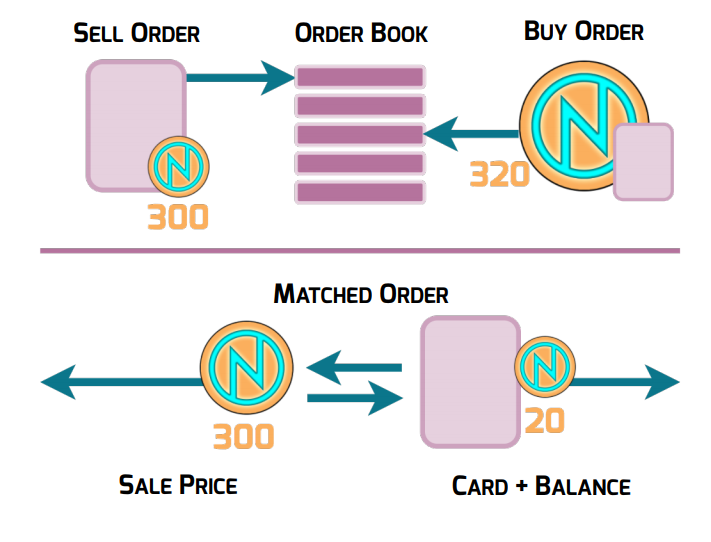 Sell Order
Order Book
Buy Order
300
320
Matched Order
300
20
Sale Price
Card + Balance